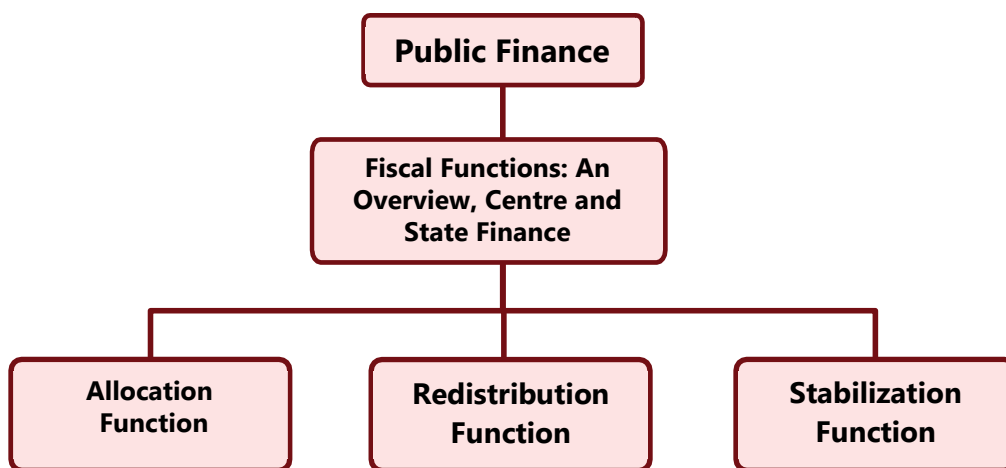 Public Finance
Fiscal Functions: An
Overview, Centre and
State Finance
Allocation
Function
Redistribution
Function
Stabilization
Function